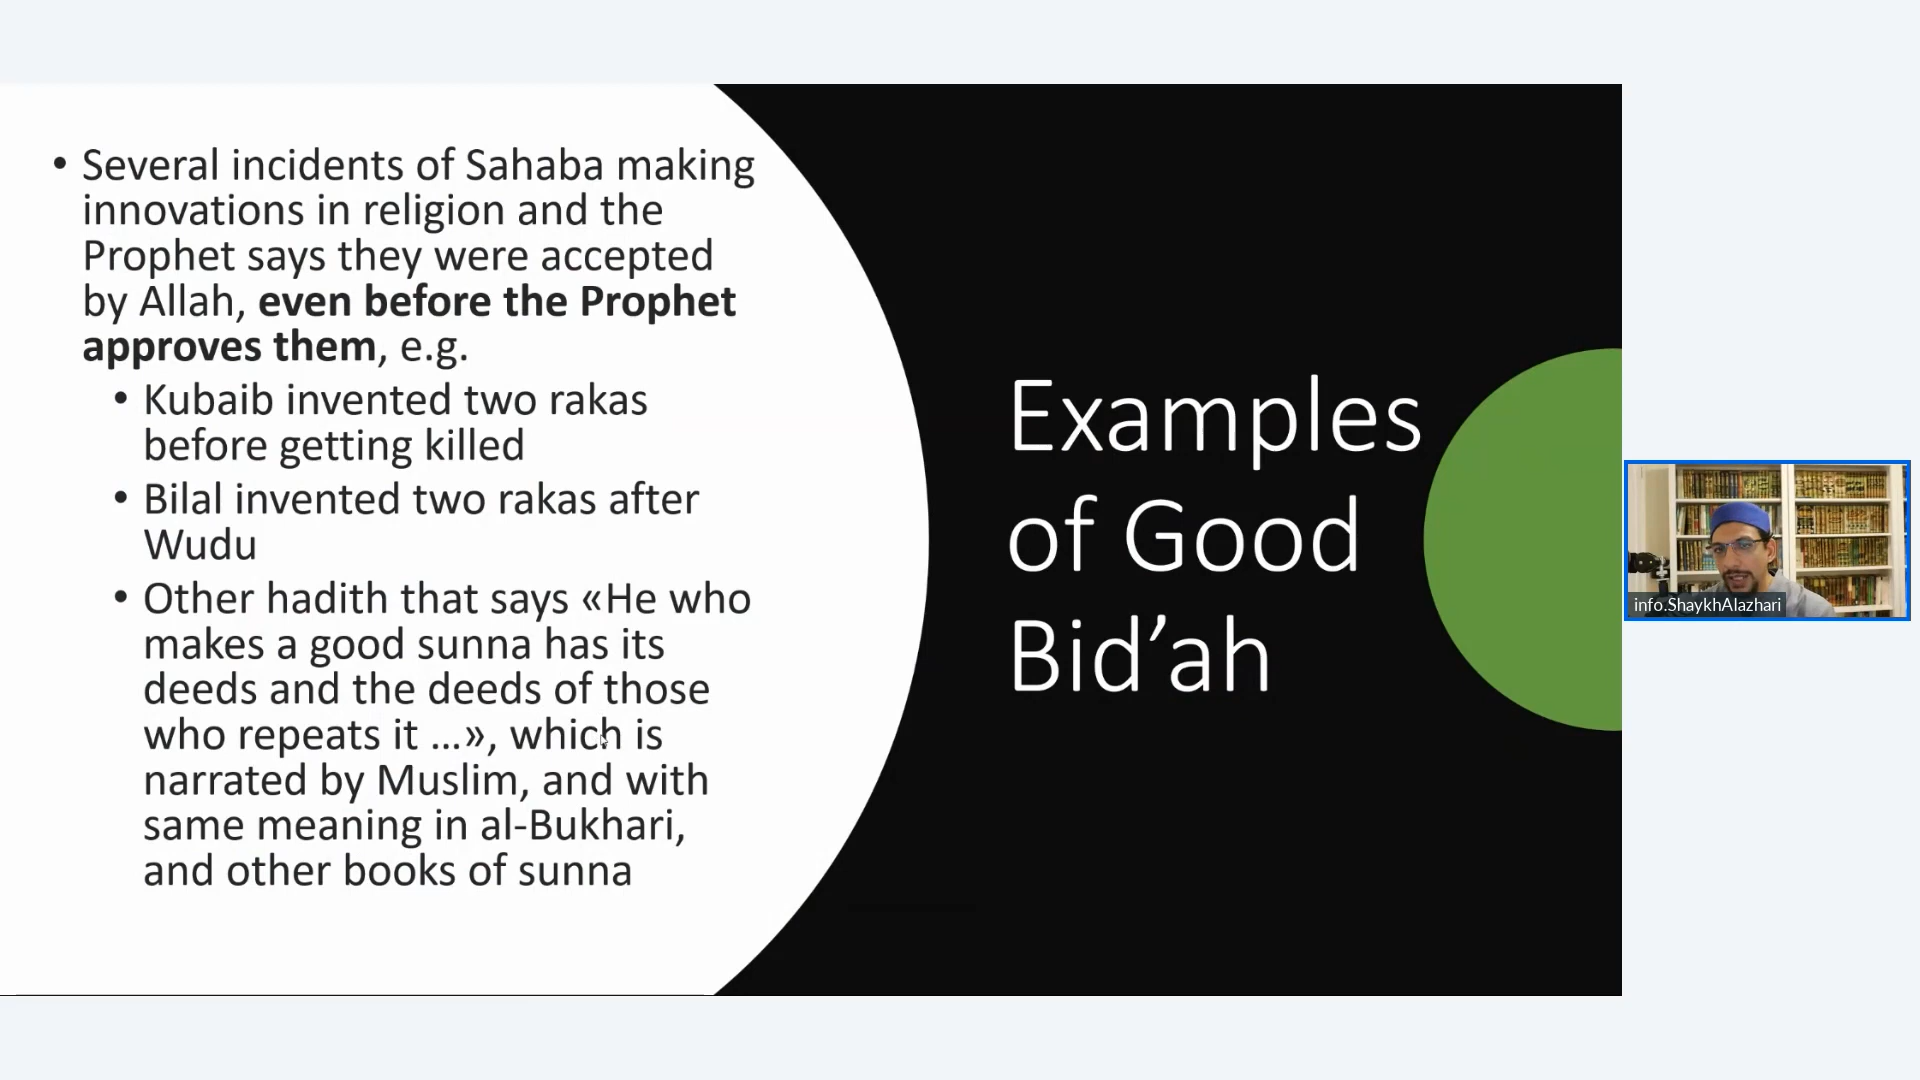 • Several incidents of Sahaba making
innovations in religion and the
Prophet says they were accepted
by Allah, even before the Prophet
approves them, e.g.
• Kubaib invented two rakas
before getting killed
• Bilal invented two rakas after
Wudu
• Other hadith that says «He who
makes a good sunna has its
deeds and the deeds of those
who repeats it ...», which is
narrated by Muslim, and with
same meaning in al-Bukhari,
and other books of sunna
Examples
of Good
Bid’ah
info.ShaykhAlazhari